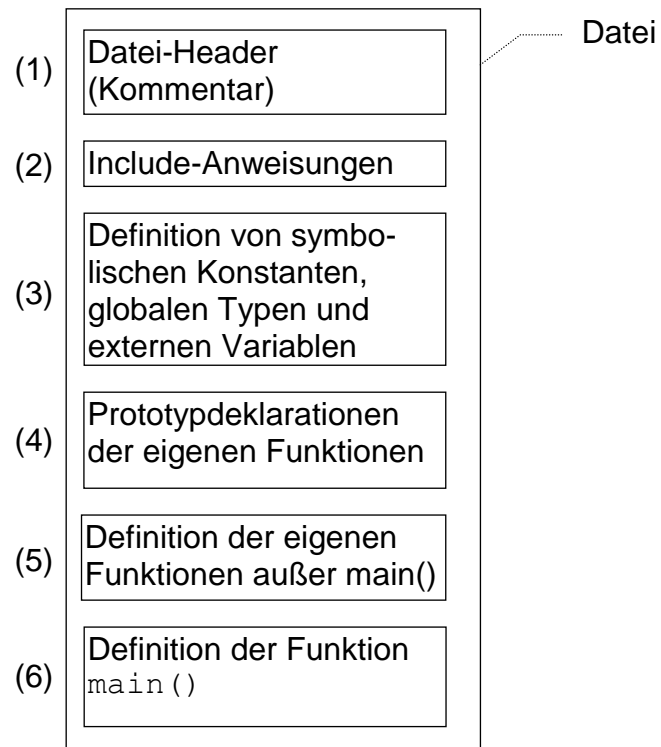 Datei
(1)
Datei-Header
(Kommentar)
(2)
Include-Anweisungen
(3)
Definition von symbo-
lischen Konstanten,
globalen Typen und
externen Variablen
(4)
Prototypdeklarationen
der eigenen Funktionen
(5)
Definition der eigenen
Funktionen außer main()
(6)
Definition der Funktion
main()